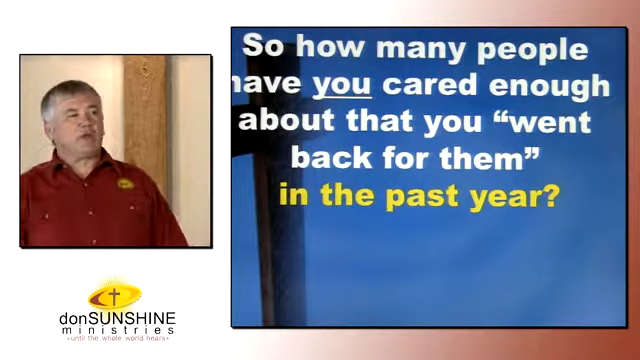 So how many people
have you cared enough
about that you “went
back for them”
in the past year?
donSUNSHINE
ministries
until the whole world hears